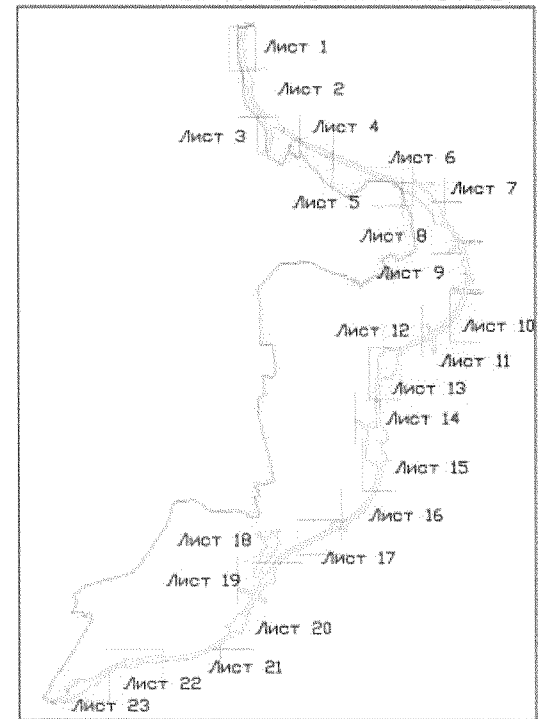 Лист 1
Лист 2
Лист 3
Лист 4
Лист 5
Лист 6
Лист 7
Лист 8
Лист 9
Лист 10
Лист 11
Лист 12
Лист 13
Лист 14
Лист 15
Лист 16
Лист 17
Лист 18
Лист 19
Лист 20
Лист 21
Лист 22
Лист 23